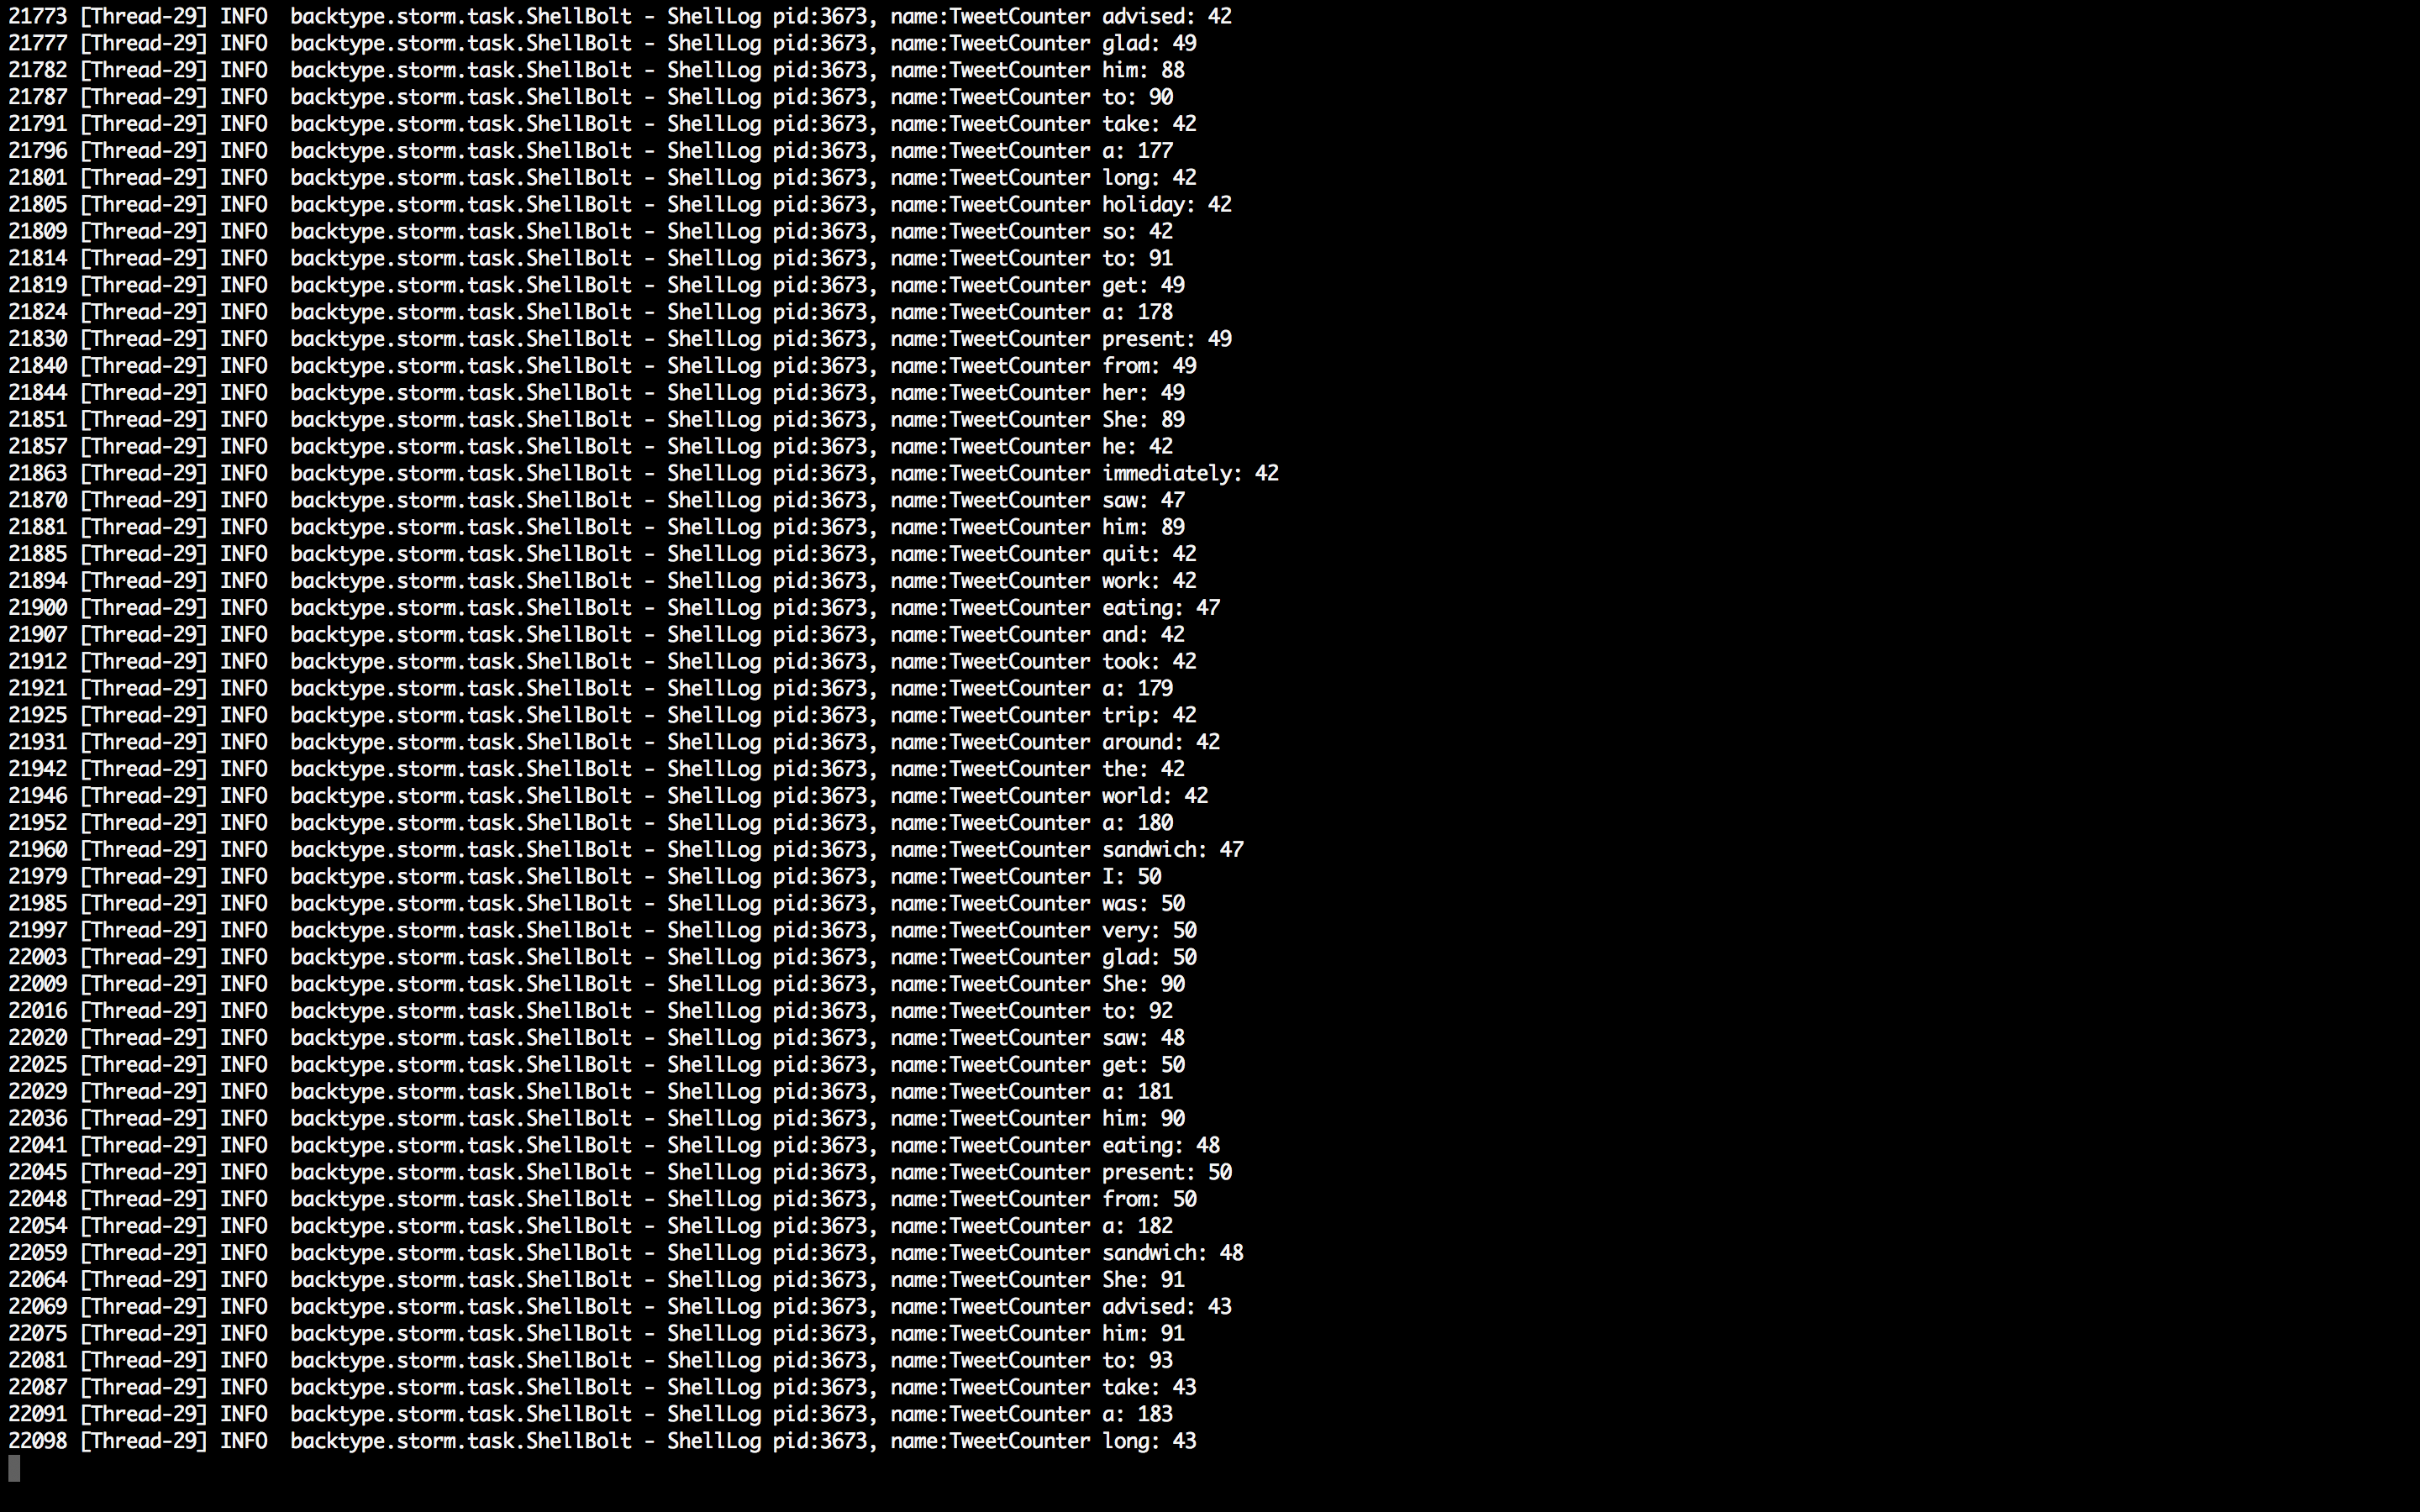 21773 [Thread-29] INFO  backtype.storm.task.ShellBolt - ShellLog pid:3673, name:TweetCounter advised: 42
21777 [Thread-29] INFO  backtype.storm.task.ShellBolt - ShellLog pid:3673, name:TweetCounter glad: 49
21782 [Thread-29] INFO  backtype.storm.task.ShellBolt - ShellLog pid:3673, name:TweetCounter him: 88
21787 [Thread-29] INFO  backtype.storm.task.ShellBolt - ShellLog pid:3673, name:TweetCounter to: 90
21791 [Thread-29] INFO  backtype.storm.task.ShellBolt - ShellLog pid:3673, name:TweetCounter take: 42
21796 [Thread-29] INFO  backtype.storm.task.ShellBolt - ShellLog pid:3673, name:TweetCounter a: 177
21801 [Thread-29] INFO  backtype.storm.task.ShellBolt - ShellLog pid:3673, name:TweetCounter long: 42
21805 [Thread-29] INFO  backtype.storm.task.ShellBolt - ShellLog pid:3673, name:TweetCounter holiday: 42
21809 [Thread-29] INFO  backtype.storm.task.ShellBolt - ShellLog pid:3673, name:TweetCounter so: 42
21814 [Thread-29] INFO  backtype.storm.task.ShellBolt - ShellLog pid:3673, name:TweetCounter to: 91
21819 [Thread-29] INFO  backtype.storm.task.ShellBolt - ShellLog pid:3673, name:TweetCounter get: 49
21824 [Thread-29] INFO  backtype.storm.task.ShellBolt - ShellLog pid:3673, name:TweetCounter a: 178
21830 [Thread-29] INFO  backtype.storm.task.ShellBolt - ShellLog pid:3673, name:TweetCounter present: 49
21840 [Thread-29] INFO  backtype.storm.task.ShellBolt - ShellLog pid:3673, name:TweetCounter from: 49
21844 [Thread-29] INFO  backtype.storm.task.ShellBolt - ShellLog pid:3673, name:TweetCounter her: 49
21851 [Thread-29] INFO  backtype.storm.task.ShellBolt - ShellLog pid:3673, name:TweetCounter She: 89
21857 [Thread-29] INFO  backtype.storm.task.ShellBolt - ShellLog pid:3673, name:TweetCounter he: 42
21863 [Thread-29] INFO  backtype.storm.task.ShellBolt - ShellLog pid:3673, name:TweetCounter immediately: 42
21870 [Thread-29] INFO  backtype.storm.task.ShellBolt - ShellLog pid:3673, name:TweetCounter saw: 47
21881 [Thread-29] INFO  backtype.storm.task.ShellBolt - ShellLog pid:3673, name:TweetCounter him: 89
21885 [Thread-29] INFO  backtype.storm.task.ShellBolt - ShellLog pid:3673, name:TweetCounter quit: 42
21894 [Thread-29] INFO  backtype.storm.task.ShellBolt - ShellLog pid:3673, name:TweetCounter work: 42
21900 [Thread-29] INFO  backtype.storm.task.ShellBolt - ShellLog pid:3673, name:TweetCounter eating: 47
21907 [Thread-29] INFO  backtype.storm.task.ShellBolt - ShellLog pid:3673, name:TweetCounter and: 42
21912 [Thread-29] INFO  backtype.storm.task.ShellBolt - ShellLog pid:3673, name:TweetCounter took: 42
21921 [Thread-29] INFO  backtype.storm.task.ShellBolt - ShellLog pid:3673, name:TweetCounter a: 179
21925 [Thread-29] INFO  backtype.storm.task.ShellBolt - ShellLog pid:3673, name:TweetCounter trip: 42
21931 [Thread-29] INFO  backtype.storm.task.ShellBolt - ShellLog pid:3673, name:TweetCounter around: 42
21942 [Thread-29] INFO  backtype.storm.task.ShellBolt - ShellLog pid:3673, name:TweetCounter the: 42
21946 [Thread-29] INFO  backtype.storm.task.ShellBolt - ShellLog pid:3673, name:TweetCounter world: 42
21952 [Thread-29] INFO  backtype.storm.task.ShellBolt - ShellLog pid:3673, name:TweetCounter a: 180
21960 [Thread-29] INFO  backtype.storm.task.ShellBolt - ShellLog pid:3673, name:TweetCounter sandwich: 47
21979 [Thread-29] INFO  backtype.storm.task.ShellBolt - ShellLog pid:3673, name:TweetCounter I: 50
21985 [Thread-29] INFO  backtype.storm.task.ShellBolt - ShellLog pid:3673, name:TweetCounter was: 50
21997 [Thread-29] INFO  backtype.storm.task.ShellBolt - ShellLog pid:3673, name:TweetCounter very: 50
22003 [Thread-29] INFO  backtype.storm.task.ShellBolt - ShellLog pid:3673, name:TweetCounter glad: 50
22009 [Thread-29] INFO  backtype.storm.task.ShellBolt - ShellLog pid:3673, name:TweetCounter She: 90
22016 [Thread-29] INFO  backtype.storm.task.ShellBolt - ShellLog pid:3673, name:TweetCounter to: 92
22020 [Thread-29] INFO  backtype.storm.task.ShellBolt - ShellLog pid:3673, name:TweetCounter saw: 48
22025 [Thread-29] INFO  backtype.storm.task.ShellBolt - ShellLog pid:3673, name:TweetCounter get: 50
22029 [Thread-29] INFO  backtype.storm.task.ShellBolt - ShellLog pid:3673, name:TweetCounter a: 181
22036 [Thread-29] INFO  backtype.storm.task.ShellBolt - ShellLog pid:3673, name:TweetCounter him: 90
22041 [Thread-29] INFO  backtype.storm.task.ShellBolt - ShellLog pid:3673, name:TweetCounter eating: 48
22045 [Thread-29] INFO  backtype.storm.task.ShellBolt - ShellLog pid:3673, name:TweetCounter present: 50
22048 [Thread-29] INFO  backtype.storm.task.ShellBolt - ShellLog pid:3673, name:TweetCounter from: 50
22054 [Thread-29] INFO  backtype.storm.task.ShellBolt - ShellLog pid:3673, name:TweetCounter a: 182
22059 [Thread-29] INFO  backtype.storm.task.ShellBolt - ShellLog pid:3673, name:TweetCounter sandwich: 48
22064 [Thread-29] INFO  backtype.storm.task.ShellBolt - ShellLog pid:3673, name:TweetCounter She: 91
22069 [Thread-29] INFO  backtype.storm.task.ShellBolt - ShellLog pid:3673, name:TweetCounter advised: 43
22075 [Thread-29] INFO  backtype.storm.task.ShellBolt - ShellLog pid:3673, name:TweetCounter him: 91
22081 [Thread-29] INFO  backtype.storm.task.ShellBolt - ShellLog pid:3673, name:TweetCounter to: 93
22087 [Thread-29] INFO  backtype.storm.task.ShellBolt - ShellLog pid:3673, name:TweetCounter take: 43
22091 [Thread-29] INFO  backtype.storm.task.ShellBolt - ShellLog pid:3673, name:TweetCounter a: 183
22098 [Thread-29] INFO  backtype.storm.task.ShellBolt - ShellLog pid:3673, name:TweetCounter long: 43